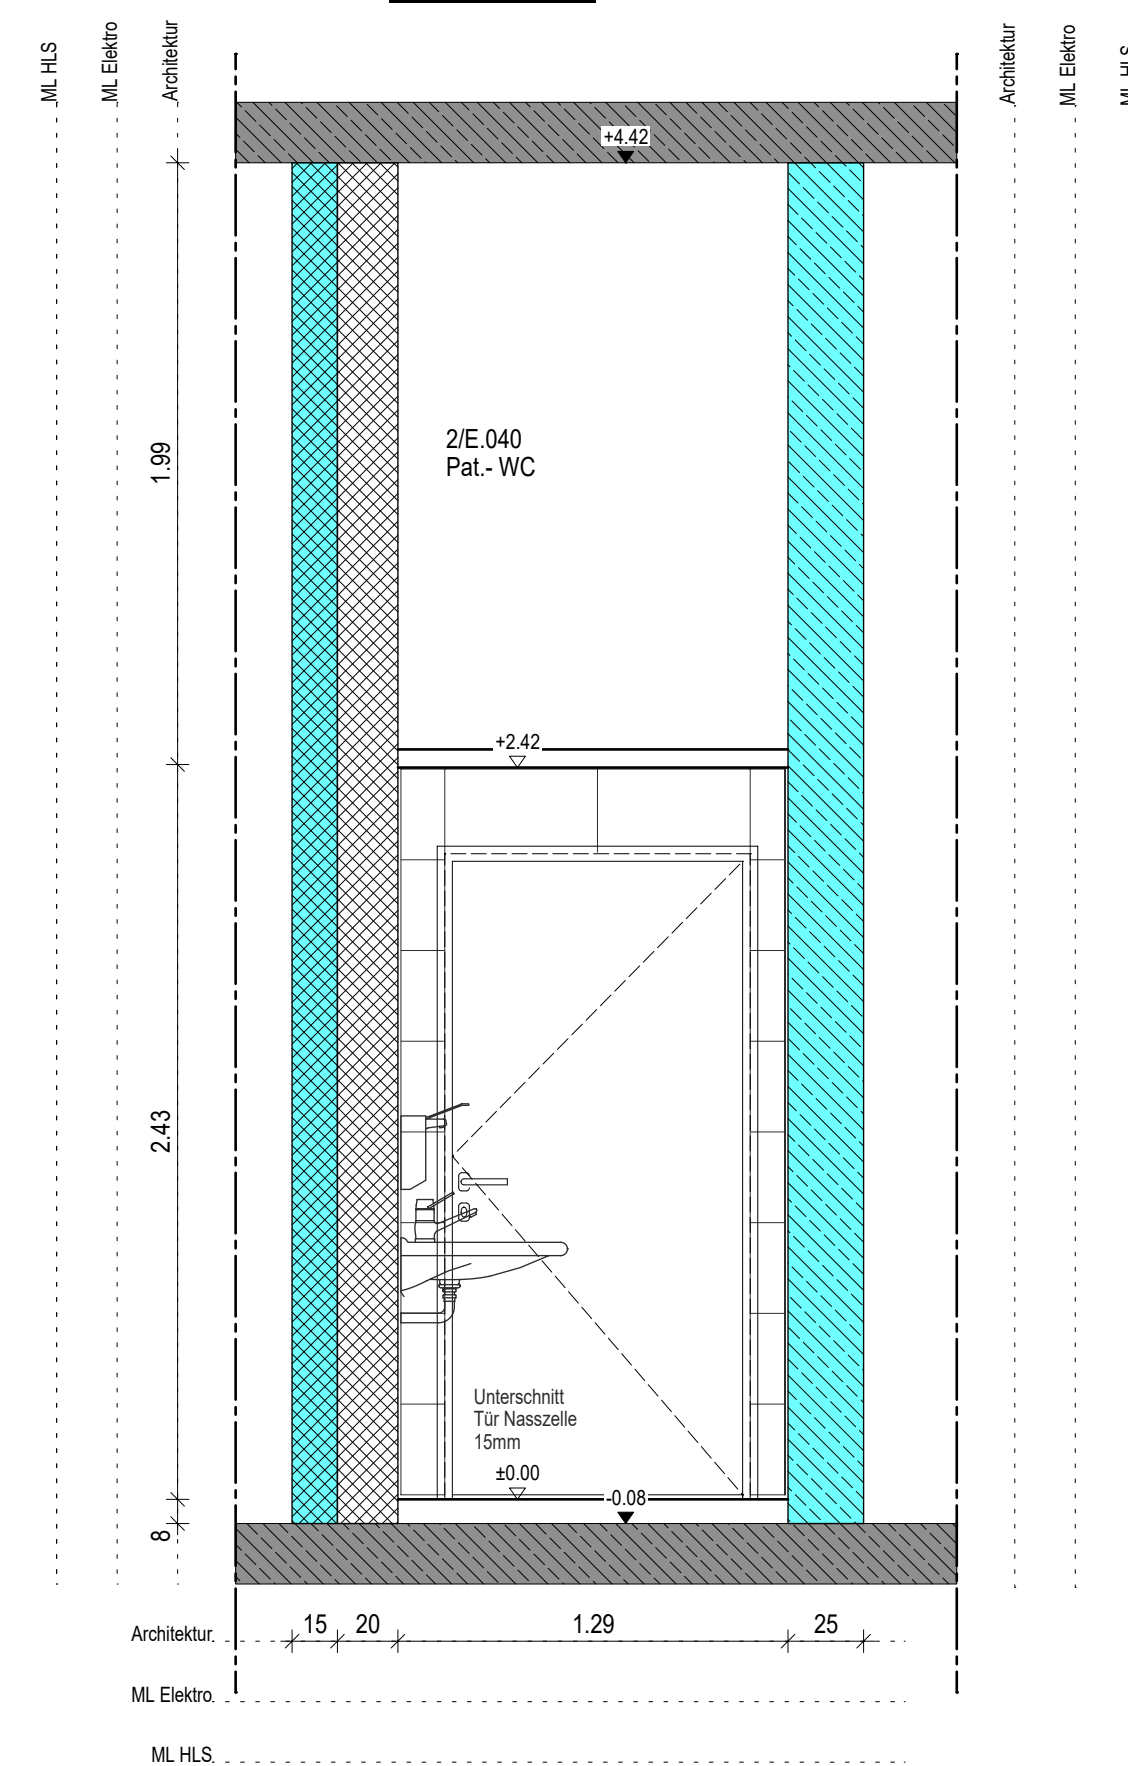 ML HLS
ML Elektro
Architektur
Architektur
ML Elektro
+4.42
1.99
2/E.040
Pat.- WC
+2.42
2.43
Unterschnitt
Tür Nasszelle
15mm
±0.00
-0.08
8
15 20 1.29 25
Architektur
ML Elektro
ML HLS